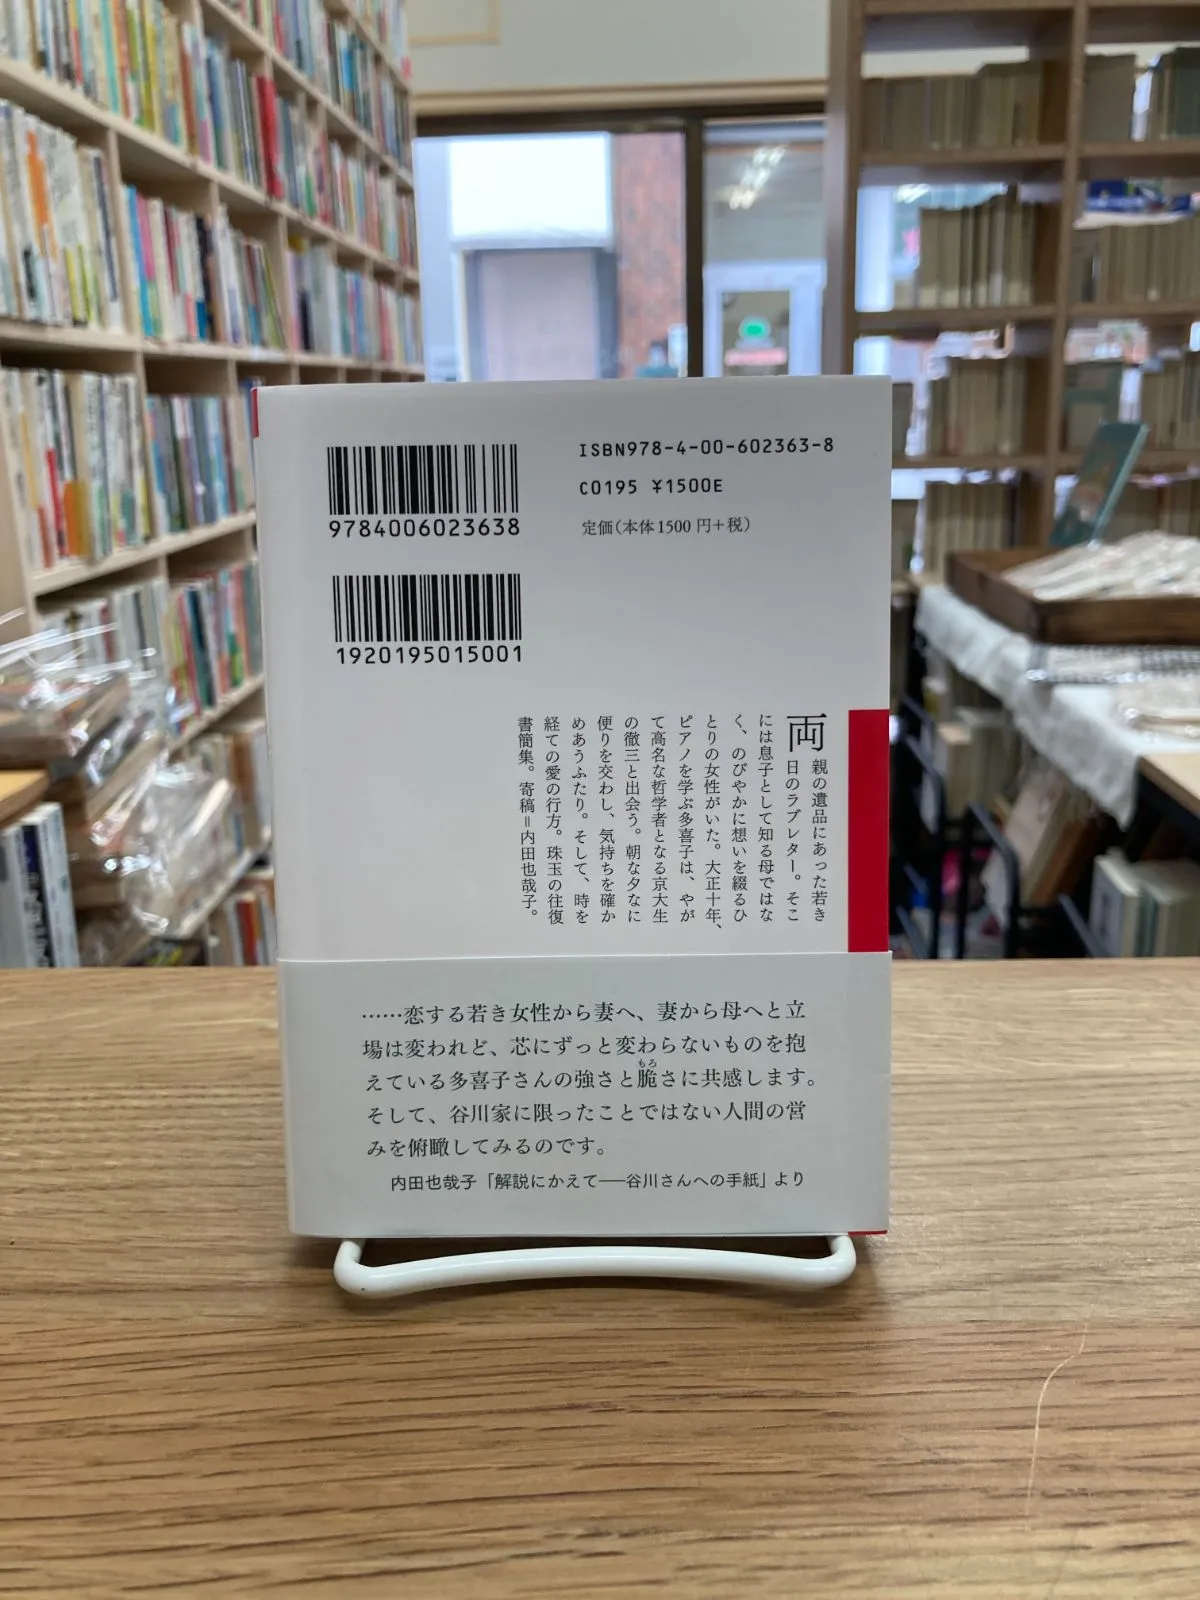 ISBN978-4-00-602363-8
C0195 ¥1500E
定価(本体1500円+税)
9784006023638
1920195015001
両親の遺品にあった若き
日のラブレター。そこ
には息子として知る母ではな
く、のびやかに想いを綴るひ
とりの女性がいた。大正十年、
ピアノを学ぶ多喜子は、やが
て高名な哲学者となる京大生
の徹三と出会う。朝な夕なに
便りを交わし、気持ちを確か
めあうふたり。そして、時を
経ての愛の行方。珠玉の往復
書簡集。寄稿=内田也哉子。
……恋する若き女性から妻へ、妻から母へと立
場は変われど、芯にずっと変わらないものを抱
えている多喜子さんの強さと脆もろさに共感します。
そして、谷川家に限ったことではない人間の営
みを俯瞰してみるのです。
内田也哉子「解説にかえて──谷川さんへの手紙」より